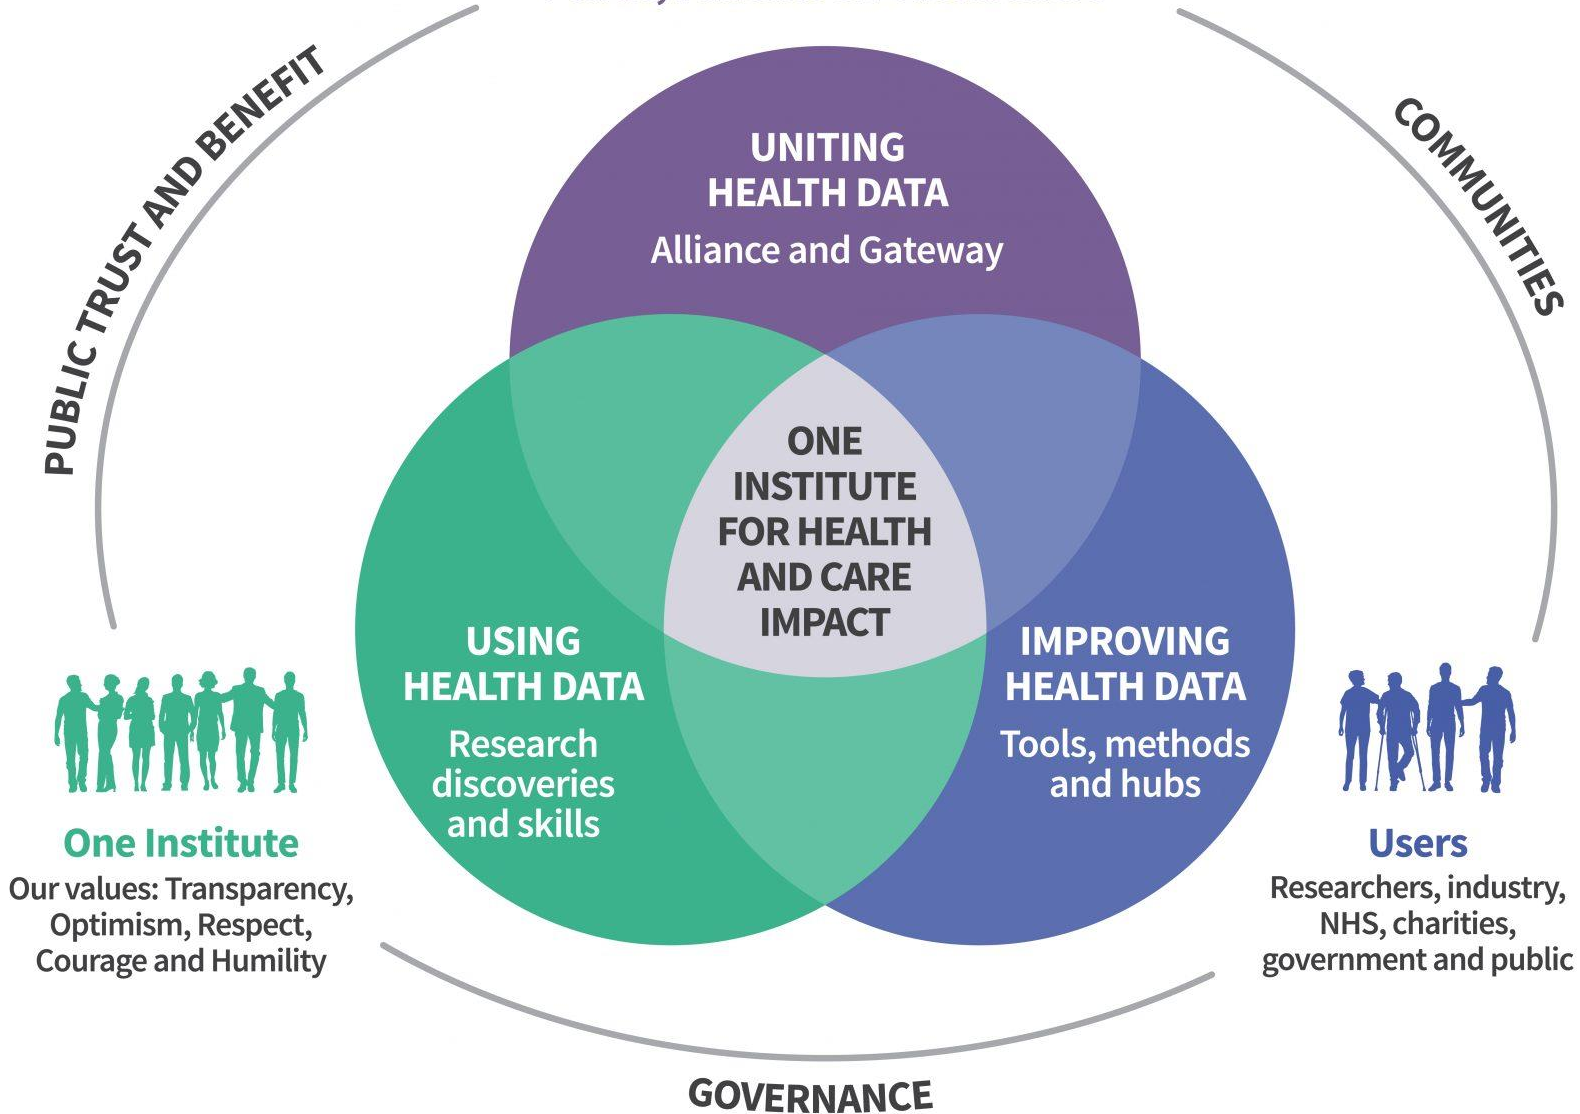 PUBLIC TRUST AND BENEFIT
COMMUNITIES
UNITING
HEALTH DATA
Alliance and Gateway
ONE
INSTITUTE
FOR HEALTH
AND CARE
IMPACT
USING
HEALTH DATA
Research
discoveries
and skills
IMPROVING
HEALTH DATA
Tools, methods
and hubs
One Institute
Our values: Transparency,
Optimism, Respect,
Courage and Humility
Users
Researchers, industry,
NHS, charities,
government and public
GOVERNANCE